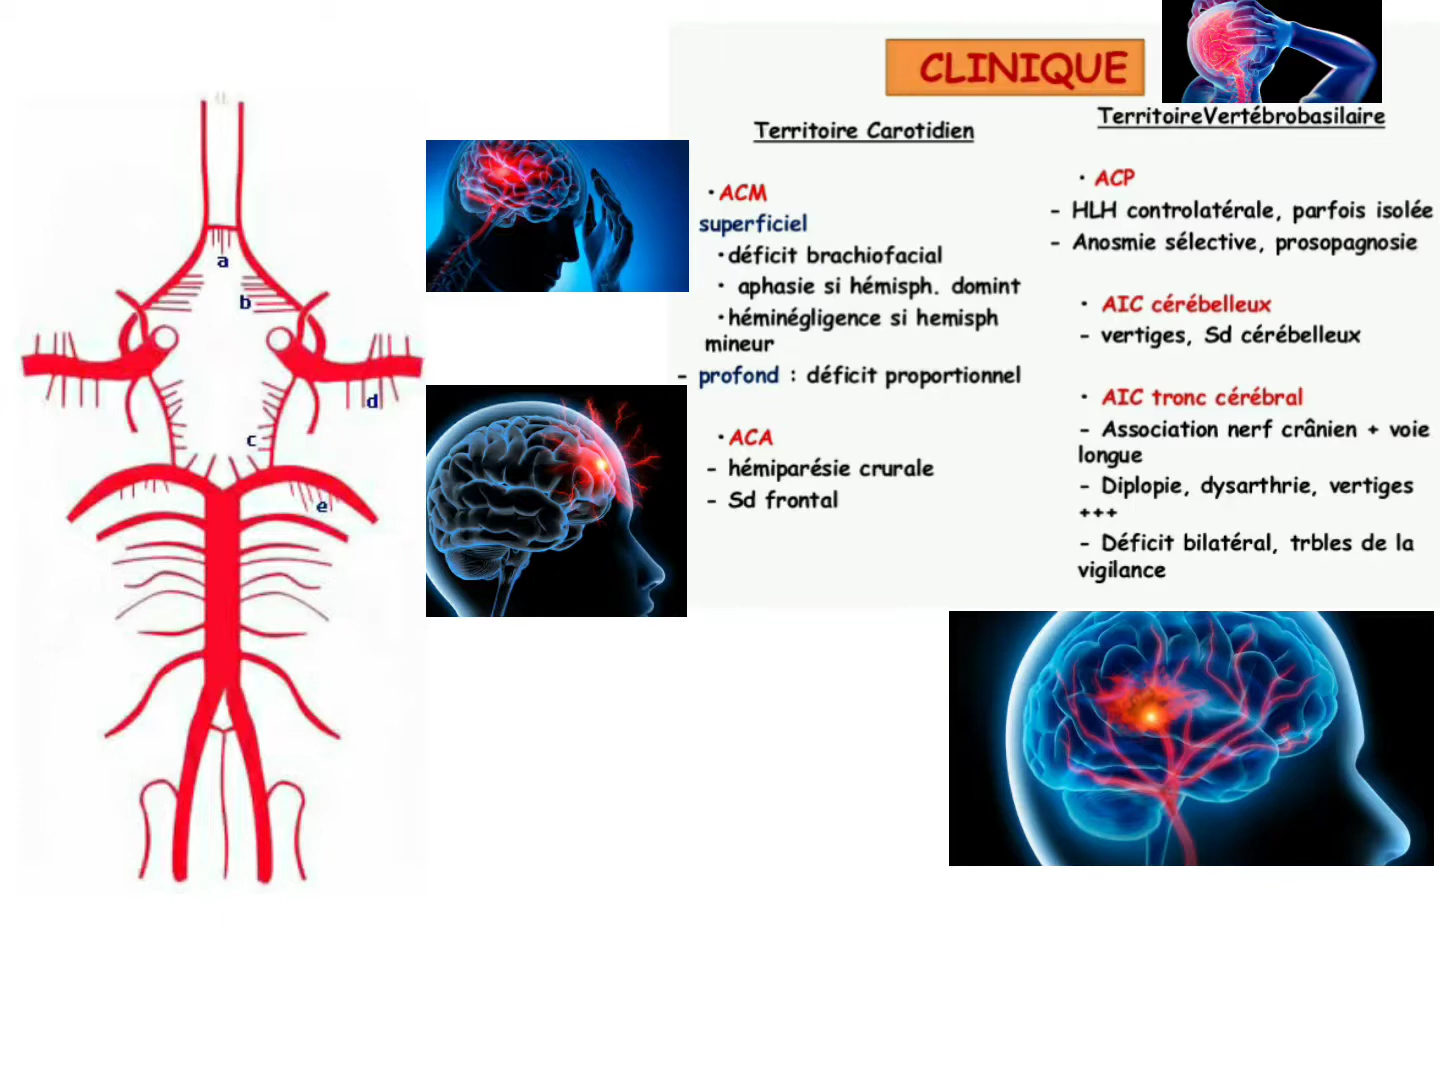 a
b
c
d
e
CLINIQUE
Territoire Carotidien
• ACM
superficiel
• déficit brachiofacial
• aphasie si hémisph. domint
• héminégligence si hemisph
mineur
- profond : déficit proportionnel
• ACA
- hémiparésie crurale
- Sd frontal
TerritoireVertébrobasilaire
• ACP
- HLH controlatérale, parfois isolée
- Anosmie sélective, prosopagnosie
• AIC cérébelleux
- vertiges, Sd cérébelleux
• AIC tronc cérébral
- Association nerf crânien + voie
longue
- Diplopie, dysarthrie, vertiges
+++
- Déficit bilatéral, trbles de la
vigilance